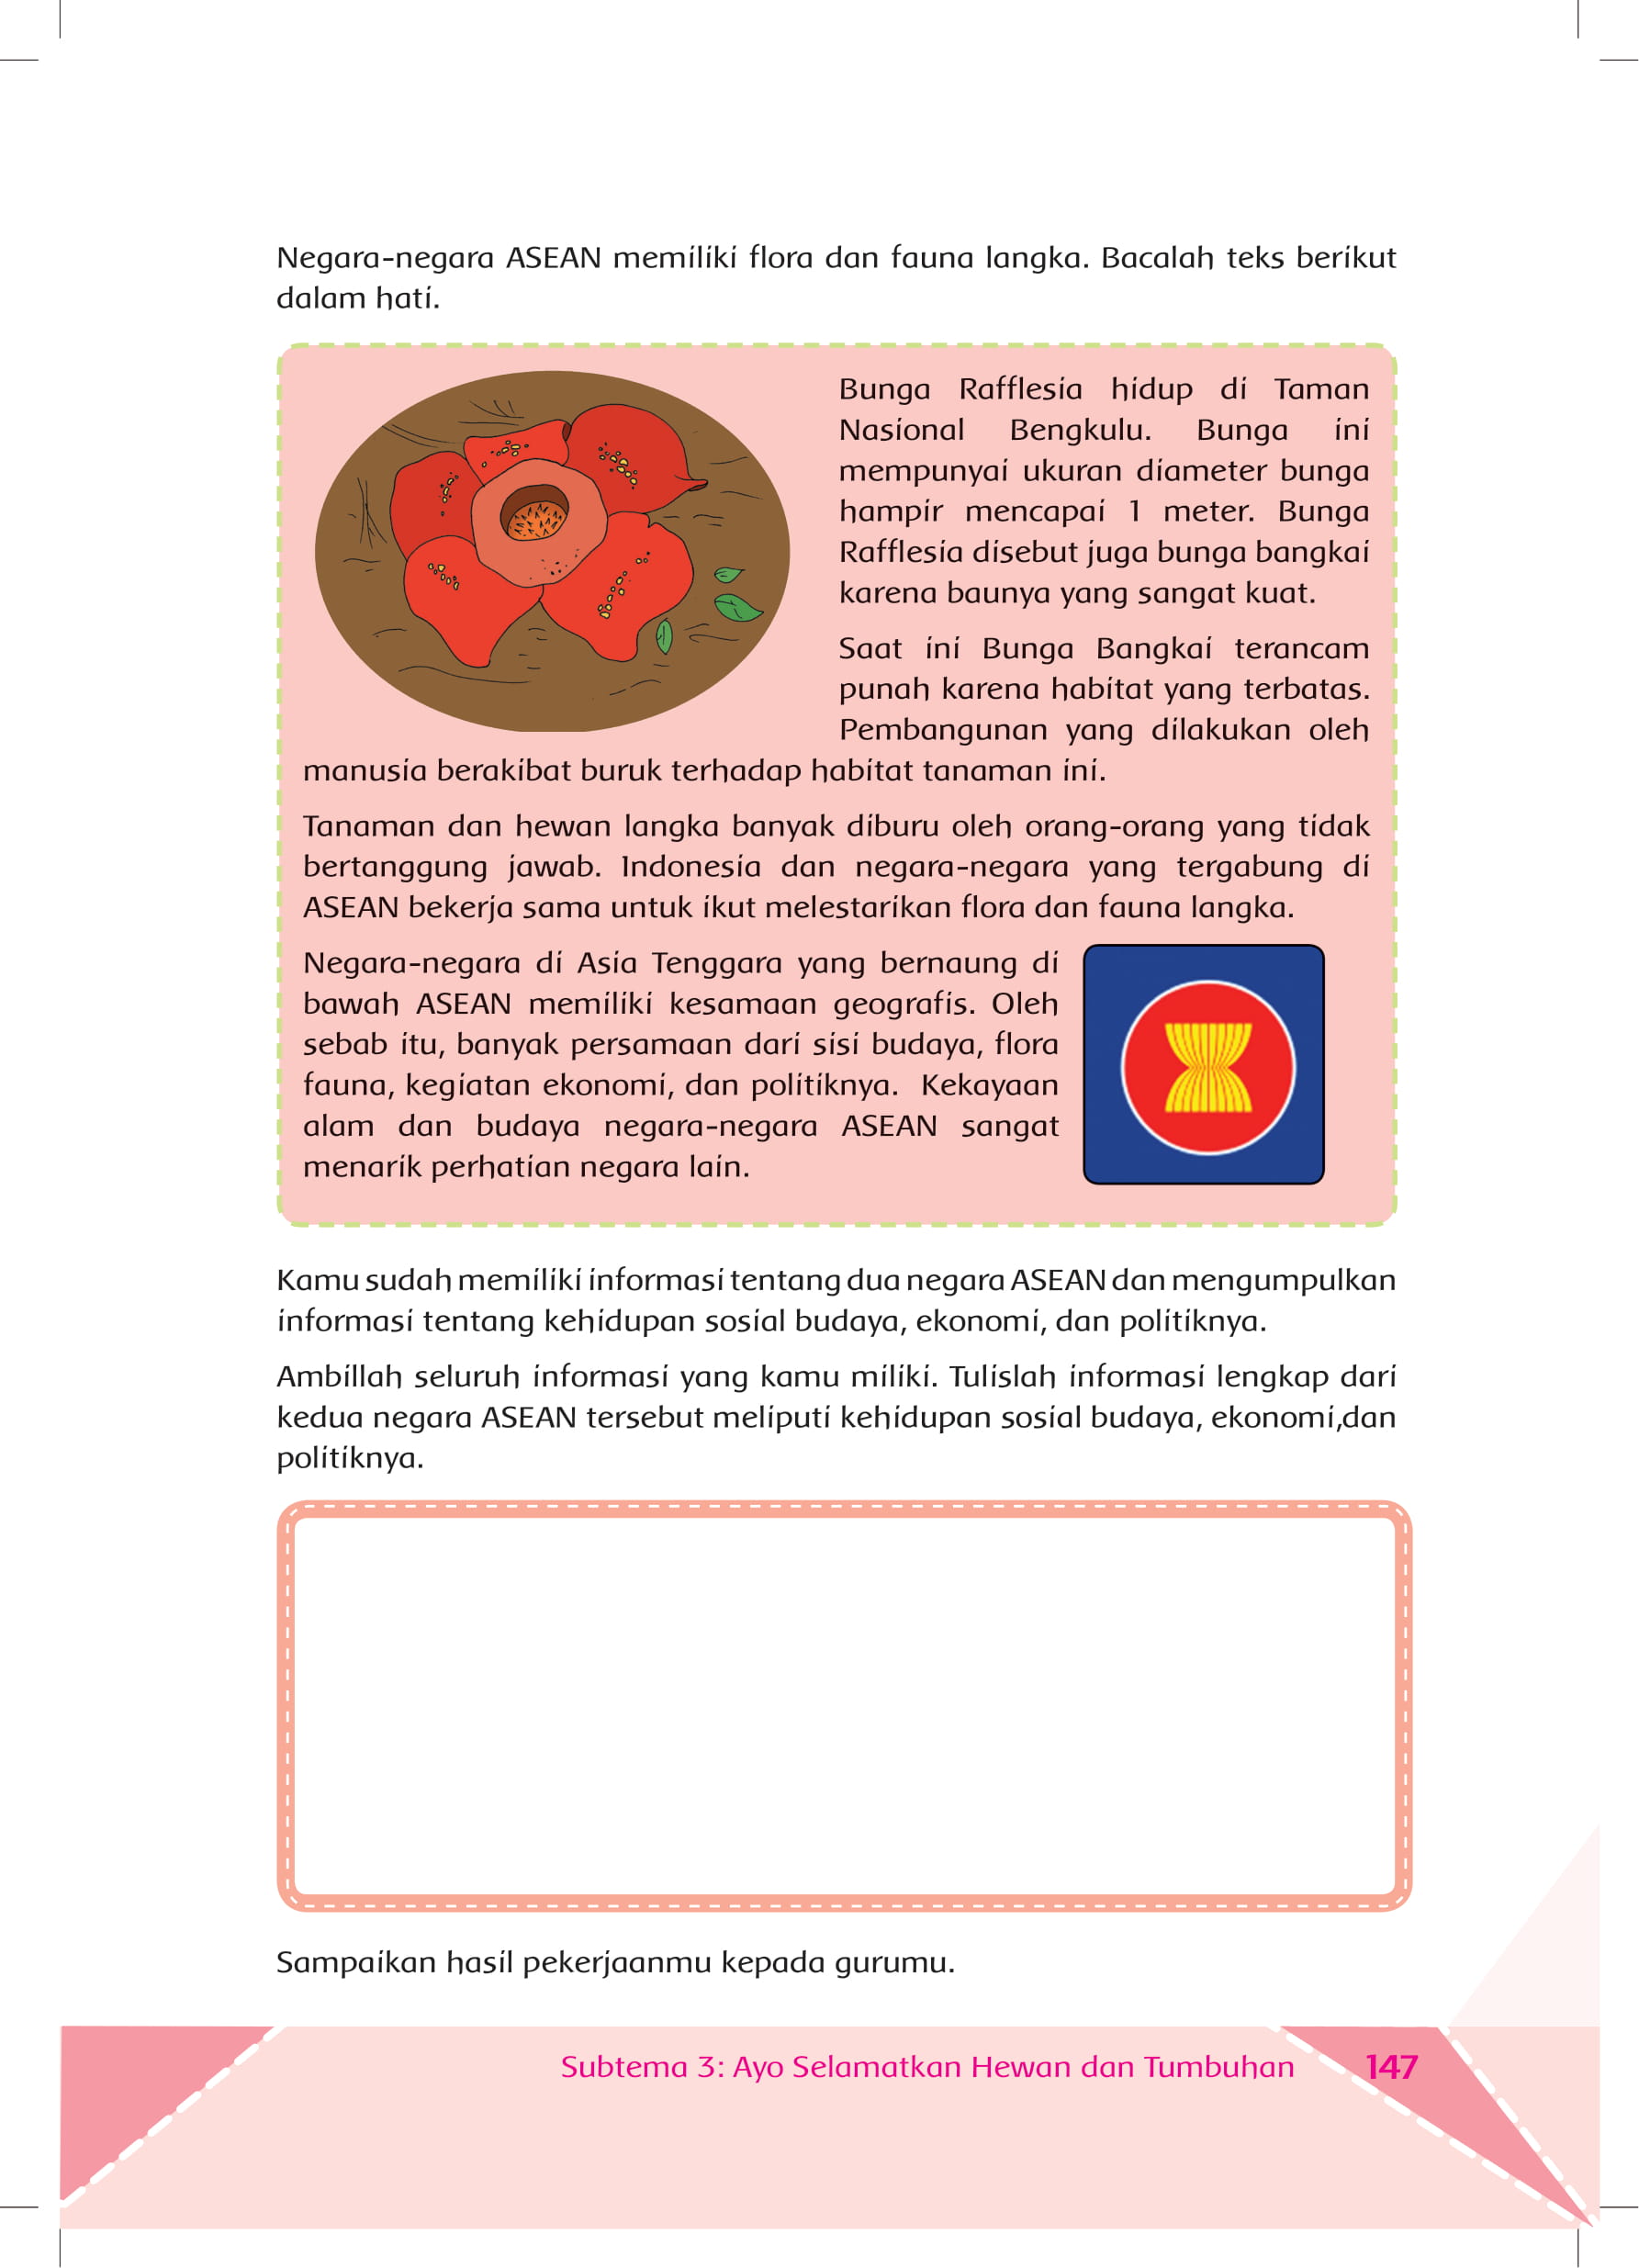 Negara-negara ASEAN memiliki flora dan fauna langka. Bacalah teks berikut
dalam hati.
Bunga Rafflesia hidup di Taman
Nasional Bengkulu. Bunga ini
mempunyai ukuran diameter bunga
hampir mencapai 1 meter. Bunga
Rafflesia disebut juga bunga bangkai
karena baunya yang sangat kuat.
Saat ini Bunga Bangkai terancam
punah karena habitat yang terbatas.
Pembangunan yang dilakukan oleh
manusia berakibat buruk terhadap habitat tanaman ini.
Tanaman dan hewan langka banyak diburu oleh orang-orang yang tidak
bertanggung jawab. Indonesia dan negara-negara yang tergabung di
ASEAN bekerja sama untuk ikut melestarikan flora dan fauna langka.
Negara-negara di Asia Tenggara yang bernaung di
bawah ASEAN memiliki kesamaan geografis. Oleh
sebab itu, banyak persamaan dari sisi budaya, flora
fauna, kegiatan ekonomi, dan politiknya. Kekayaan
alam dan budaya negara-negara ASEAN sangat
menarik perhatian negara lain.
Kamu sudah memiliki informasi tentang dua negara ASEAN dan mengumpulkan
informasi tentang kehidupan sosial budaya, ekonomi, dan politiknya.
Ambillah seluruh informasi yang kamu miliki. Tulislah informasi lengkap dari
kedua negara ASEAN tersebut meliputi kehidupan sosial budaya, ekonomi,dan
politiknya.
Sampaikan hasil pekerjaanmu kepada gurumu.
Subtema 3: Ayo Selamatkan Hewan dan Tumbuhan 147